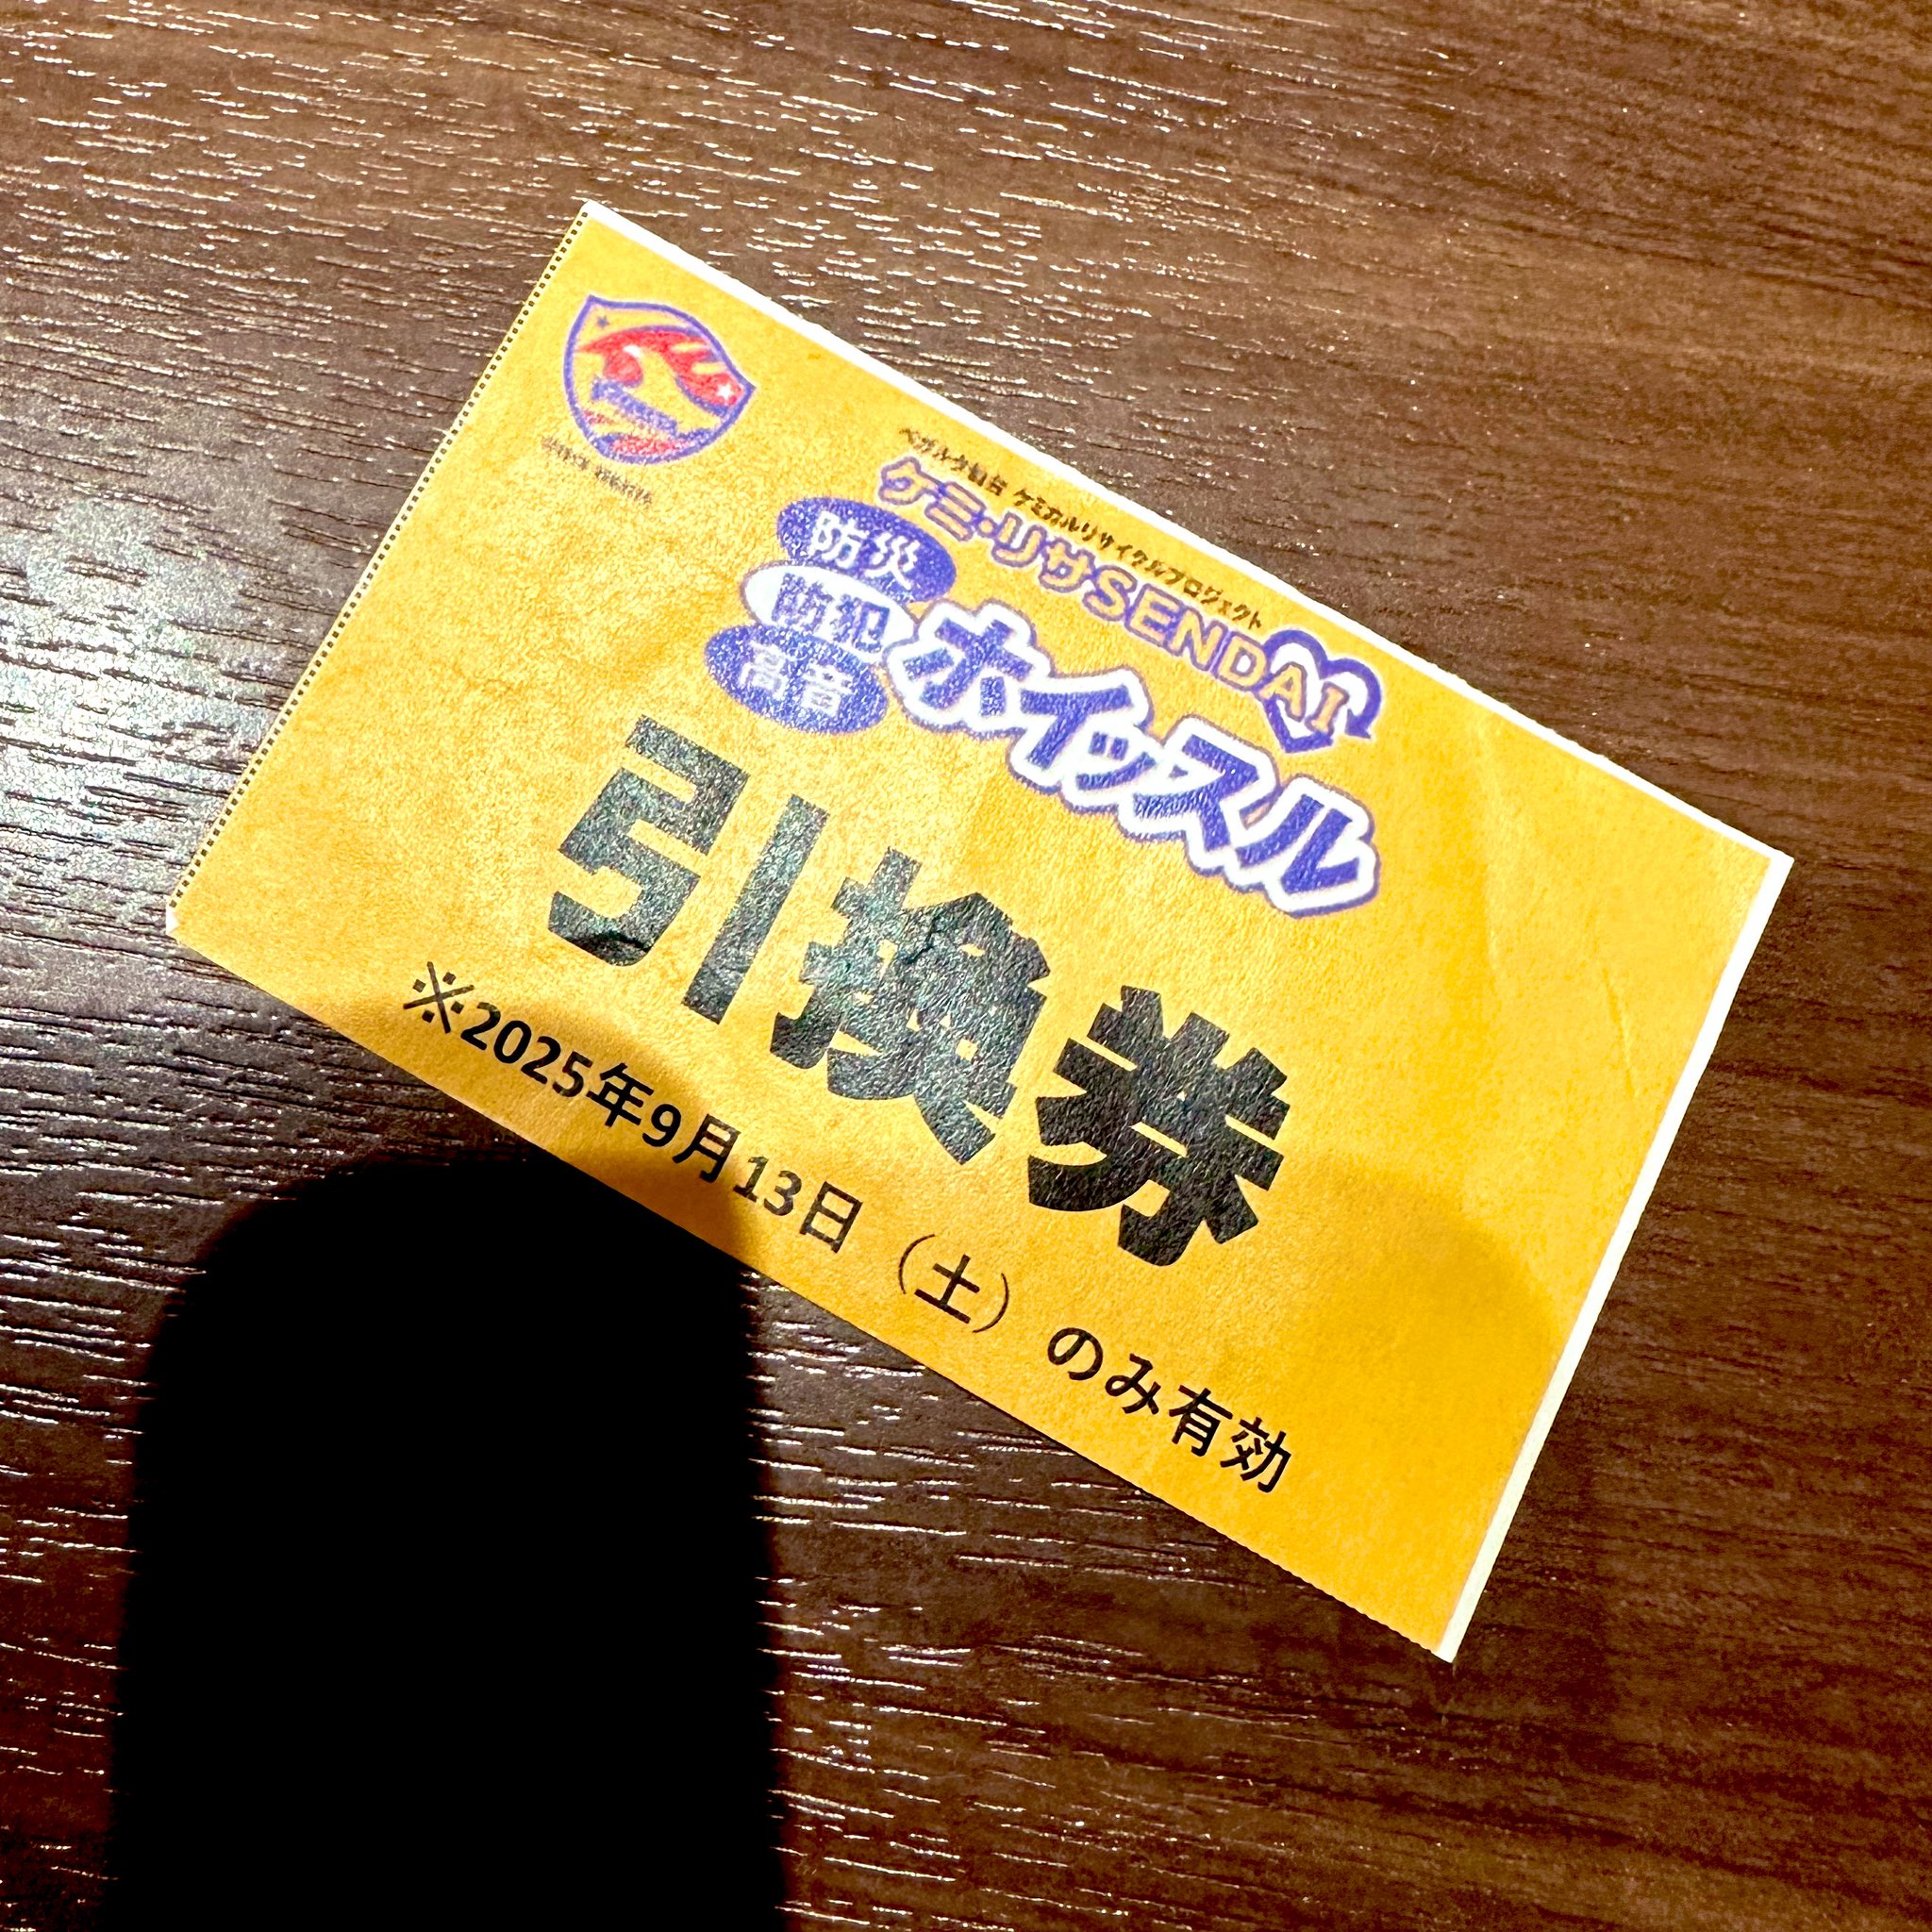 ベガルタ仙台 ケミカルリサイクルプロジェクト
ケミ・リサSENDAI
防災
防犯
高音
ホイッスル
引換券
※2025年9月13日(土)のみ有効